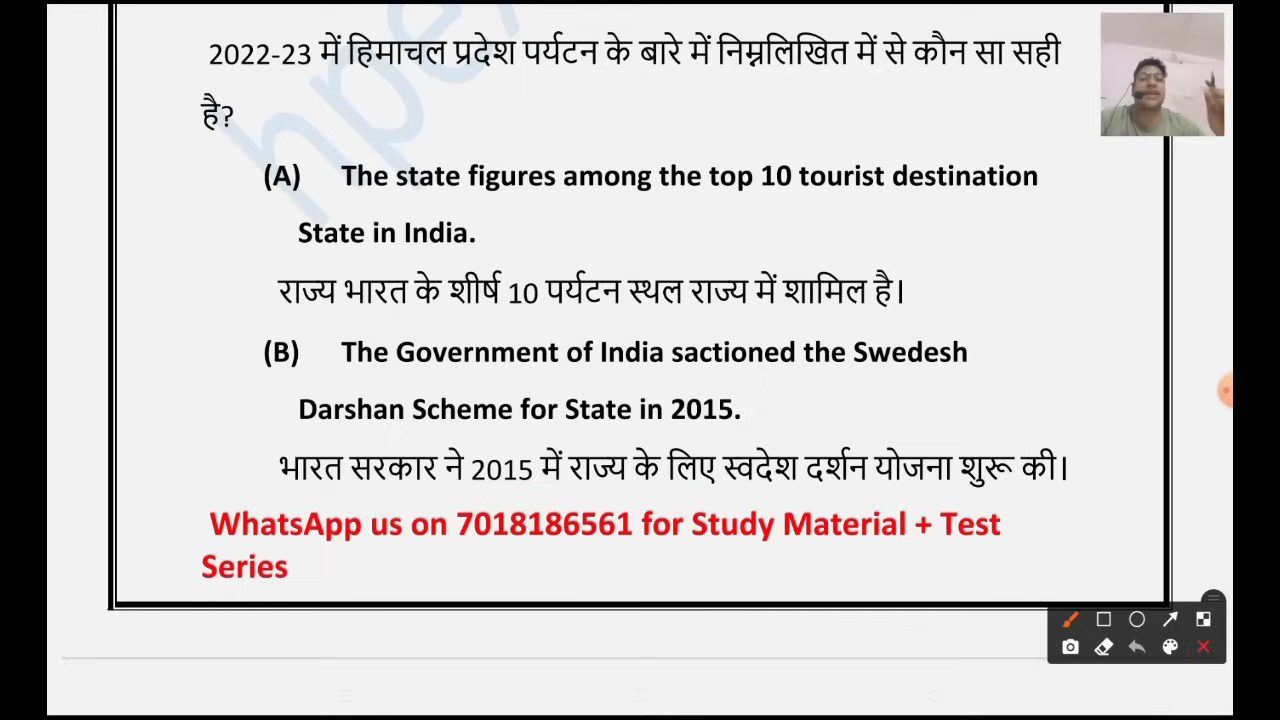 2022-23 में हिमाचल प्रदेश पर्यटन के बारे में निम्नलिखित में से कौन सा सही
है?
(A) The state figures among the top 10 tourist destination
State in India.
राज्य भारत के शीर्ष 10 पर्यटन स्थल राज्य में शामिल है।
(B) The Government of India sactioned the Swedesh
Darshan Scheme for State in 2015.
भारत सरकार ने 2015 में राज्य के लिए स्वदेश दर्शन योजना शुरू की।
WhatsApp us on 7018186561 for Study Material + Test
Series